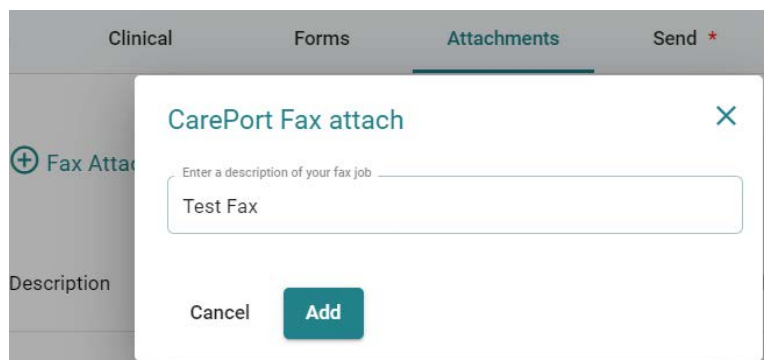 Clinical Forms Attachments Send *
CarePort Fax attach
Fax
Enter a description of your fax job
Test Fax
Description
Cancel Add